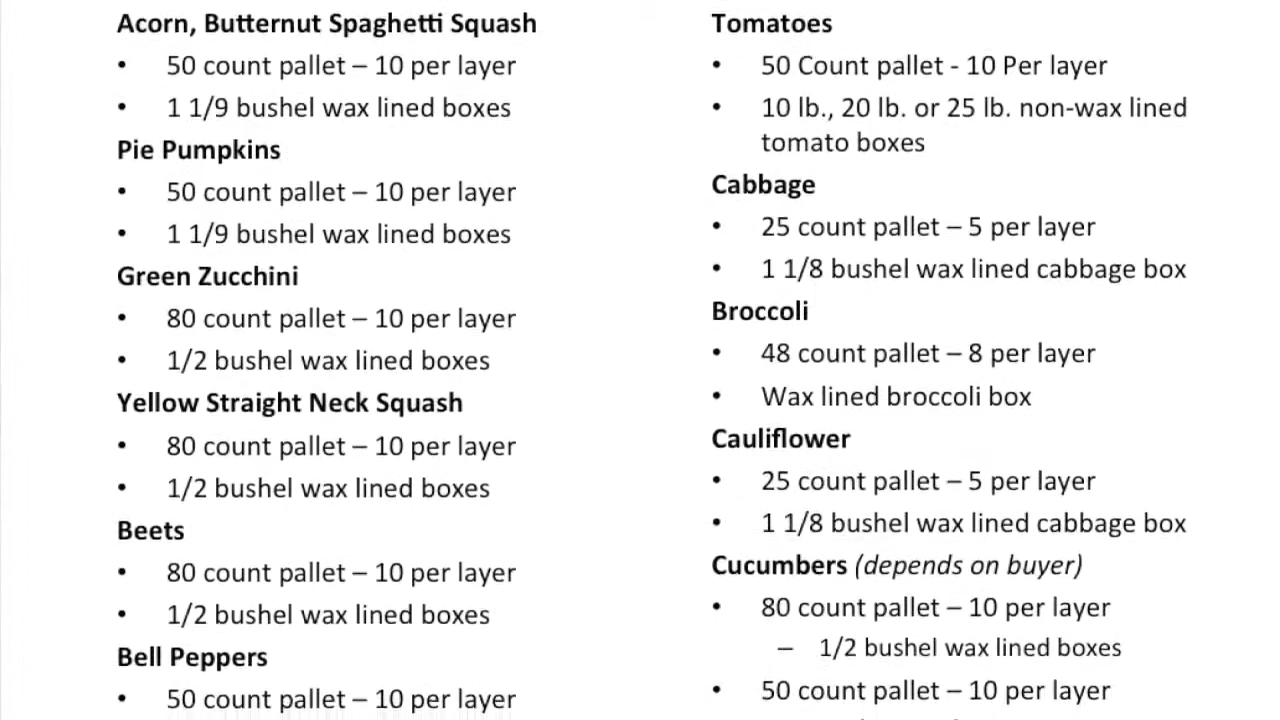 Acorn, Butternut Spaghetti Squash
• 50 count pallet – 10 per layer
• 1 1/9 bushel wax lined boxes
Pie Pumpkins
• 50 count pallet – 10 per layer
• 1 1/9 bushel wax lined boxes
Green Zucchini
• 80 count pallet – 10 per layer
• 1/2 bushel wax lined boxes
Yellow Straight Neck Squash
• 80 count pallet – 10 per layer
• 1/2 bushel wax lined boxes
Beets
• 80 count pallet – 10 per layer
• 1/2 bushel wax lined boxes
Bell Peppers
• 50 count pallet – 10 per layer
Tomatoes
• 50 Count pallet - 10 Per layer
• 10 lb., 20 lb. or 25 lb. non-wax lined
tomato boxes
Cabbage
• 25 count pallet – 5 per layer
• 1 1/8 bushel wax lined cabbage box
Broccoli
• 48 count pallet – 8 per layer
• Wax lined broccoli box
Cauliflower
• 25 count pallet – 5 per layer
• 1 1/8 bushel wax lined cabbage box
Cucumbers (depends on buyer)
• 80 count pallet – 10 per layer
– 1/2 bushel wax lined boxes
• 50 count pallet – 10 per layer